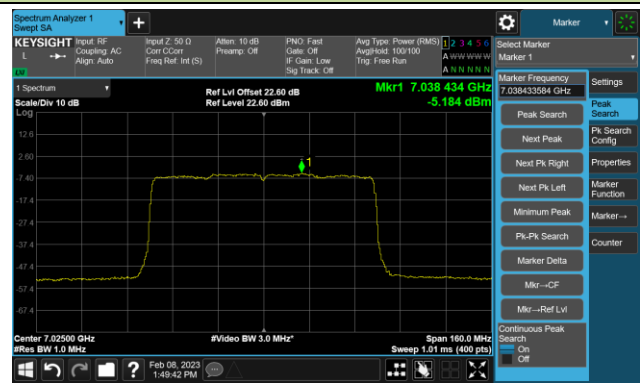 Spectrum Analyzer 1
Swept SA
Marker
KEYSIGHT
L
LXI
Input: RF
Coupling: AC
Align: Auto
Input Z: 50 Ω
Corr CCorr
Freq Ref: Int (S)
Atten: 10 dB
Preamp: Off
PNO: Fast
Gate: Off
IF Gain: Low
Sig Track: Off
Avg Type: Power (RMS)
Avg|Hold: 100/100
Trig: Free Run
1 2 3 4 5 6
A W W W W W
A N N N N N
Select Marker
Marker 1
1 Spectrum
Scale/Div 10 dB
Ref Lvl Offset 22.60 dB
Ref Level 22.60 dBm
Mkr1 7.038 434 GHz
-5.184 dBm
Log
12.6
2.60
-7.40
-17.4
-27.4
-37.4
-47.4
-57.4
-67.4
1
Center 7.02500 GHz
#Res BW 1.0 MHz
#Video BW 3.0 MHz*
Span 160.0 MHz
Sweep 1.01 ms (400 pts)
Marker Frequency
7.038433584 GHz
Peak Search
Next Peak
Next Pk Right
Next Pk Left
Minimum Peak
Pk-Pk Search
Marker Delta
Mkr→CF
Mkr→Ref Lvl
Continuous Peak
Search
On
Off
Settings
Peak
Search
Pk Search
Config
Properties
Marker
Function
Marker→
Counter
?
Feb 08, 2023
1:49:42 PM